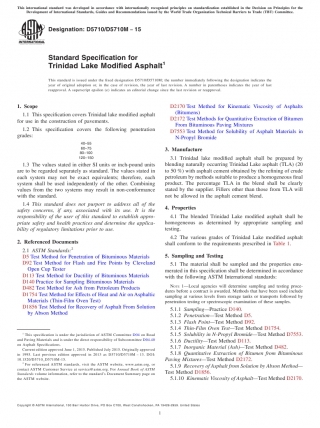 This international standard was developed in accordance with internationally recognized principles on standardization established in the Decision on Principles for the
Development of International Standards, Guides and Recommendations issued by the World Trade Organization Technical Barriers to Trade (TBT) Committee.
Designation: D5710/D5710M − 15
Standard Specification for
Trinidad Lake Modified Asphalt1
This standard is issued under the fixed designation D5710/D5710M; the number immediately following the designation indicates the
year of original adoption or, in the case of revision, the year of last revision. A number in parentheses indicates the year of last
reapproval. A superscript epsilon (ε) indicates an editorial change since the last revision or reapproval.
1. Scope
1.1 This specification covers Trinidad lake modified asphalt
for use in the construction of pavements.
1.2 This specification covers the following penetration
grades:
40–55
60–75
80–100
120–150
1.3 The values stated in either SI units or inch-pound units
are to be regarded separately as standard. The values stated in
each system may not be exact equivalents; therefore, each
system shall be used independently of the other. Combining
values from the two systems may result in non-conformance
with the standard.
1.4 This standard does not purport to address all of the
safety concerns, if any, associated with its use. It is the
responsibility of the user of this standard to establish appro-
priate safety and health practices and determine the applica-
bility of regulatory limitations prior to use.
2. Referenced Documents
2.1 ASTM Standards:2
D5 Test Method for Penetration of Bituminous Materials
D92 Test Method for Flash and Fire Points by Cleveland
Open Cup Tester
D113 Test Method for Ductility of Bituminous Materials
D140 Practice for Sampling Bituminous Materials
D482 Test Method for Ash from Petroleum Products
D1754 Test Method for Effects of Heat and Air on Asphaltic
Materials (Thin-Film Oven Test)
D1856 Test Method for Recovery of Asphalt From Solution
by Abson Method
1 This specification is under the jurisdiction of ASTM Committee D04 on Road
and Paving Materials and is under the direct responsibility of Subcommittee D04.40
on Asphalt Specifications.
Current edition approved June 1, 2015. Published July 2015. Originally approved
in 1995. Last previous edition approved in
2 For referenced ASTM standards, visit the ASTM website, www.astm.org, or
contact ASTM Customer Service at service@astm.org. For Annual Book of ASTM
Standards volume information, refer to the standard's Document Summary page on
the ASTM website.
D2170 Test Method for Kinematic Viscosity of Asphalts
(Bitumens)
D2172 Test Methods for Quantitative Extraction of Bitumen
From Bituminous Paving Mixtures
D7553 Test Method for Solubility of Asphalt Materials in
N-Propyl Bromide
3. Manufacture
3.1 Trinidad lake modified asphalt shall be prepared by
blending naturally occurring Trinidad Lake Asphalt (TLA) (20
to 50 %) with asphalt cement obtained by the refining of crude
petroleum by methods suitable to produce a homogeneous final
product. The percentage TLA in the blend shall be clearly
stated by the supplier. Fillers other than those from TLA will
not be allowed in the asphalt cement blend.
4. Properties
4.1 The blended Trinidad Lake modified asphalt shall be
homogeneous as determined by appropriate sampling and
testing.
4.2 The various grades of Trinidad Lake modified asphalt
shall conform to the requirements prescribed in Table 1.
5. Sampling and Testing
5.1 The material shall be sampled and the properties enu-
merated in this specification shall be determined in accordance
with the following ASTM international standards:
NOTE 1—Local agencies will determine sampling and testing proce-
dures before a contract is awarded. Methods that have been used include
sampling at various levels from storage tanks or transports followed by
penetration testing or spectroscopic examination of these samples.
5.1.1 Sampling—Practice D140.
5.1.2 Penetration—Test Method D5.
5.1.3 Flash Point—Test Method D92.
5.1.4 Thin-Film Oven Test—Test Method D1754.
5.1.5 Solubility in N-Propyl Bromide—Test Method D7553.
5.1.6 Ductility—Test Method D113.
5.1.7 Inorganic Material (Ash)—Test Method D482.
5.1.8 Quantitative Extraction of Bitumen from Bituminous
Paving Mixtures—Test Method D2172.
5.1.9 Recovery of Asphalt from Solution by Abson Method—
Test Method D1856.
5.1.10 Kinematic Viscosity of Asphalt—Test Method D2170.
Copyright © ASTM International, 100 Barr Harbor Drive, PO Box C700, West Conshohocken, PA 19428-2959. United States
1